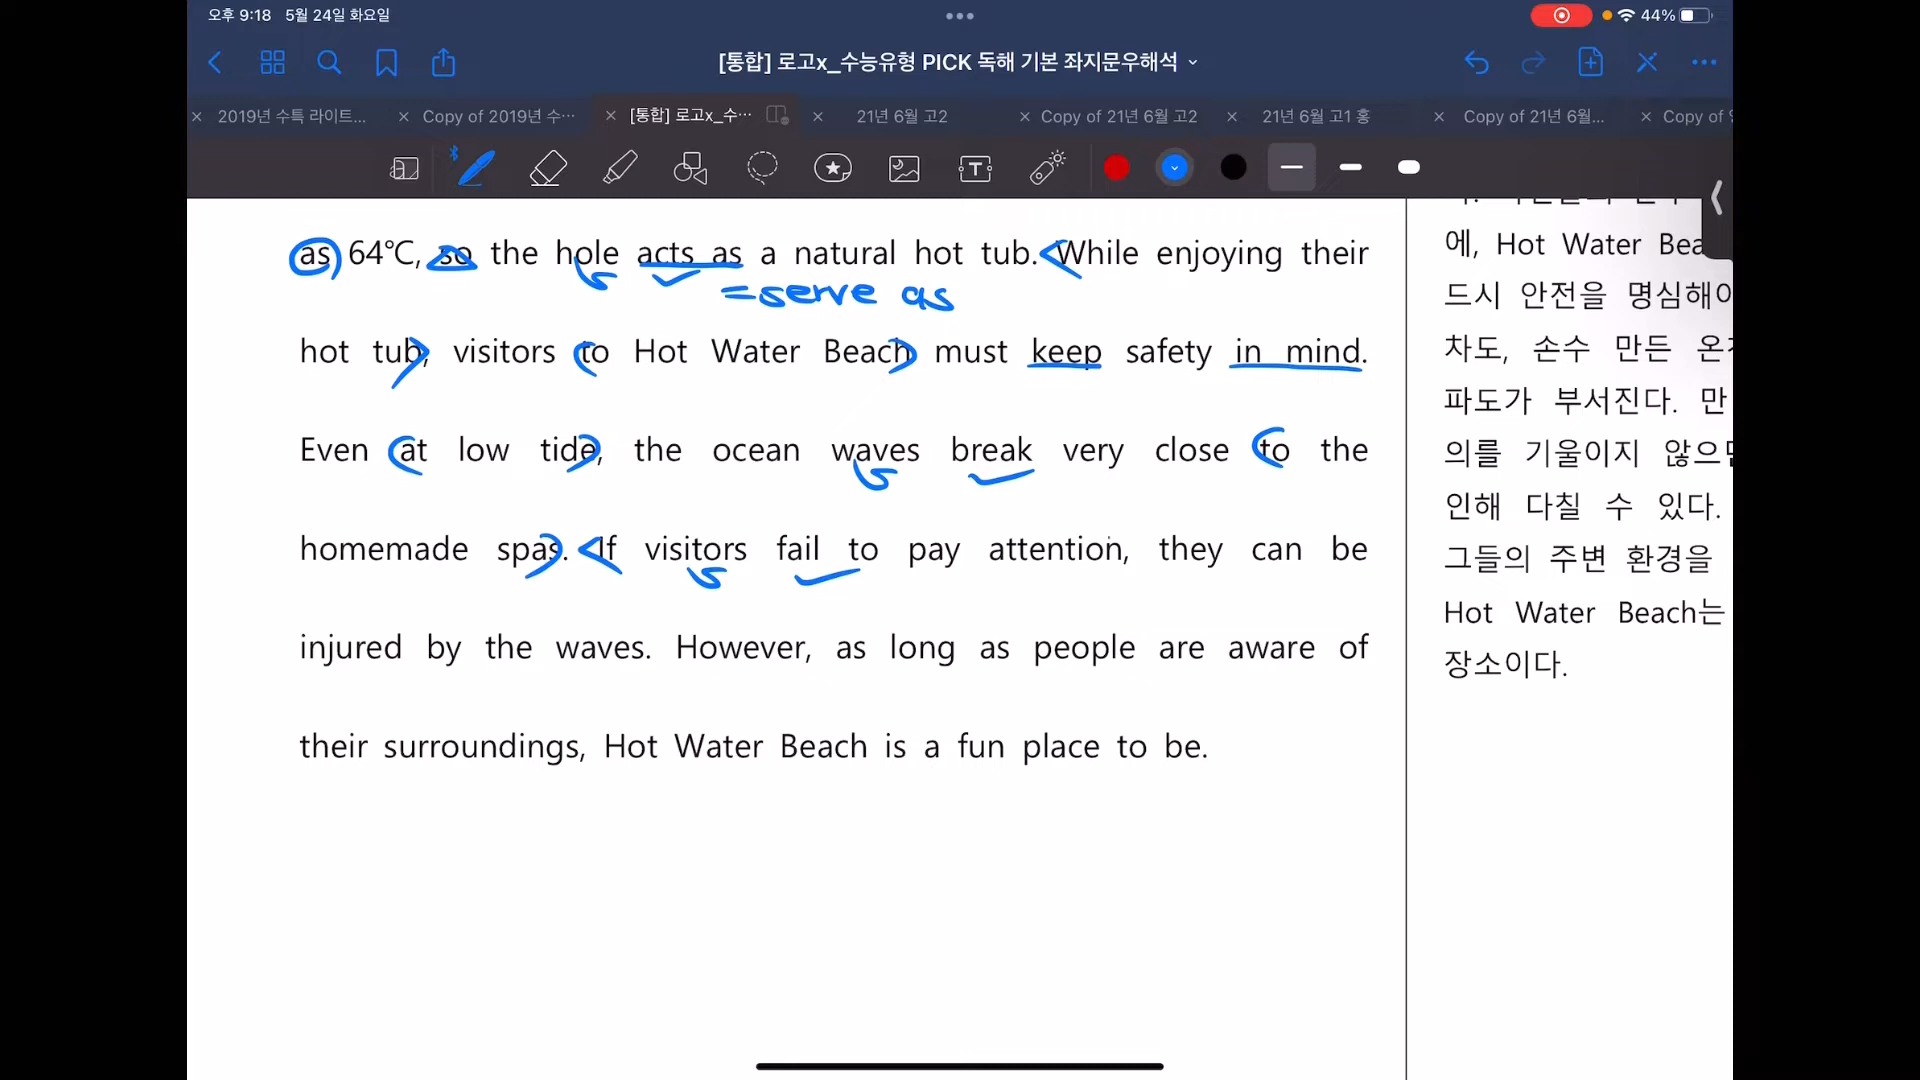 오후 9:18 5월 24일 화요일
44%
[통합] 로고x_수능유형 PICK 독해 기본 좌지문우해석
2019년 수특 라이트...
Copy of 2019년 수...
[통합] 로고x_수...
21년 6월 고2
Copy of 21년 6월 고2
21년 6월 고1 홍
Copy of 21년 6월...
Copy of
as 64℃, so the hole acts as a natural hot tub. While enjoying their
=serve as
hot tub, visitors to Hot Water Beach must keep safety in mind.
Even at low tide, the ocean waves break very close to the
homemade spas. If visitors fail to pay attention, they can be
injured by the waves. However, as long as people are aware of
their surroundings, Hot Water Beach is a fun place to be.
에, Hot Water Bea
드시 안전을 명심해야
차도, 손수 만든 온
파도가 부서진다. 만
의를 기울이지 않으면
인해 다칠 수 있다.
그들의 주변 환경을
Hot Water Beach는
장소이다.